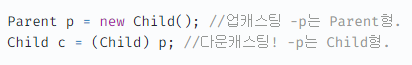 Parent p = new Child(); //업캐스팅 -p는 Parent형.
Child c = (Child) p; //다운캐스팅! -p는 Child형.